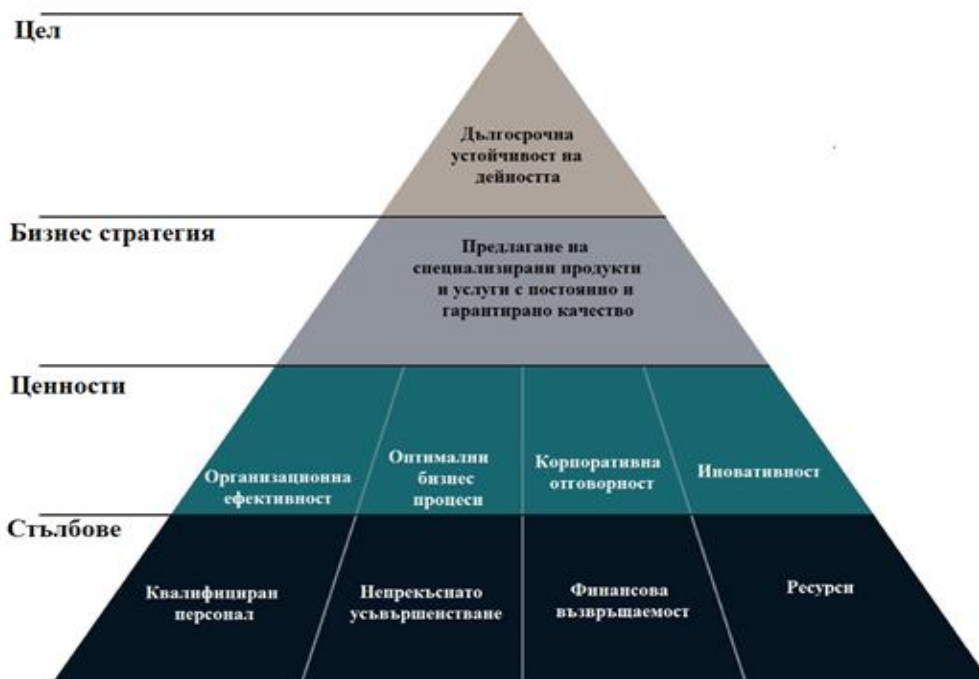 Цел
Дългосрочна
устойчивост на
дейността
Бизнес стратегия
Предлагане на
специализирани продукти
и услуги с постоянно и
гарантирано качество
Ценности
Организационна
ефективност
Оптимални
бизнес
процеси
Корпоративна
отговорност
Иновативност
Стълбове
Квалифициран
персонал
Непрекъснато
усъвършенстване
Финансова
възвръщаемост
Ресурси